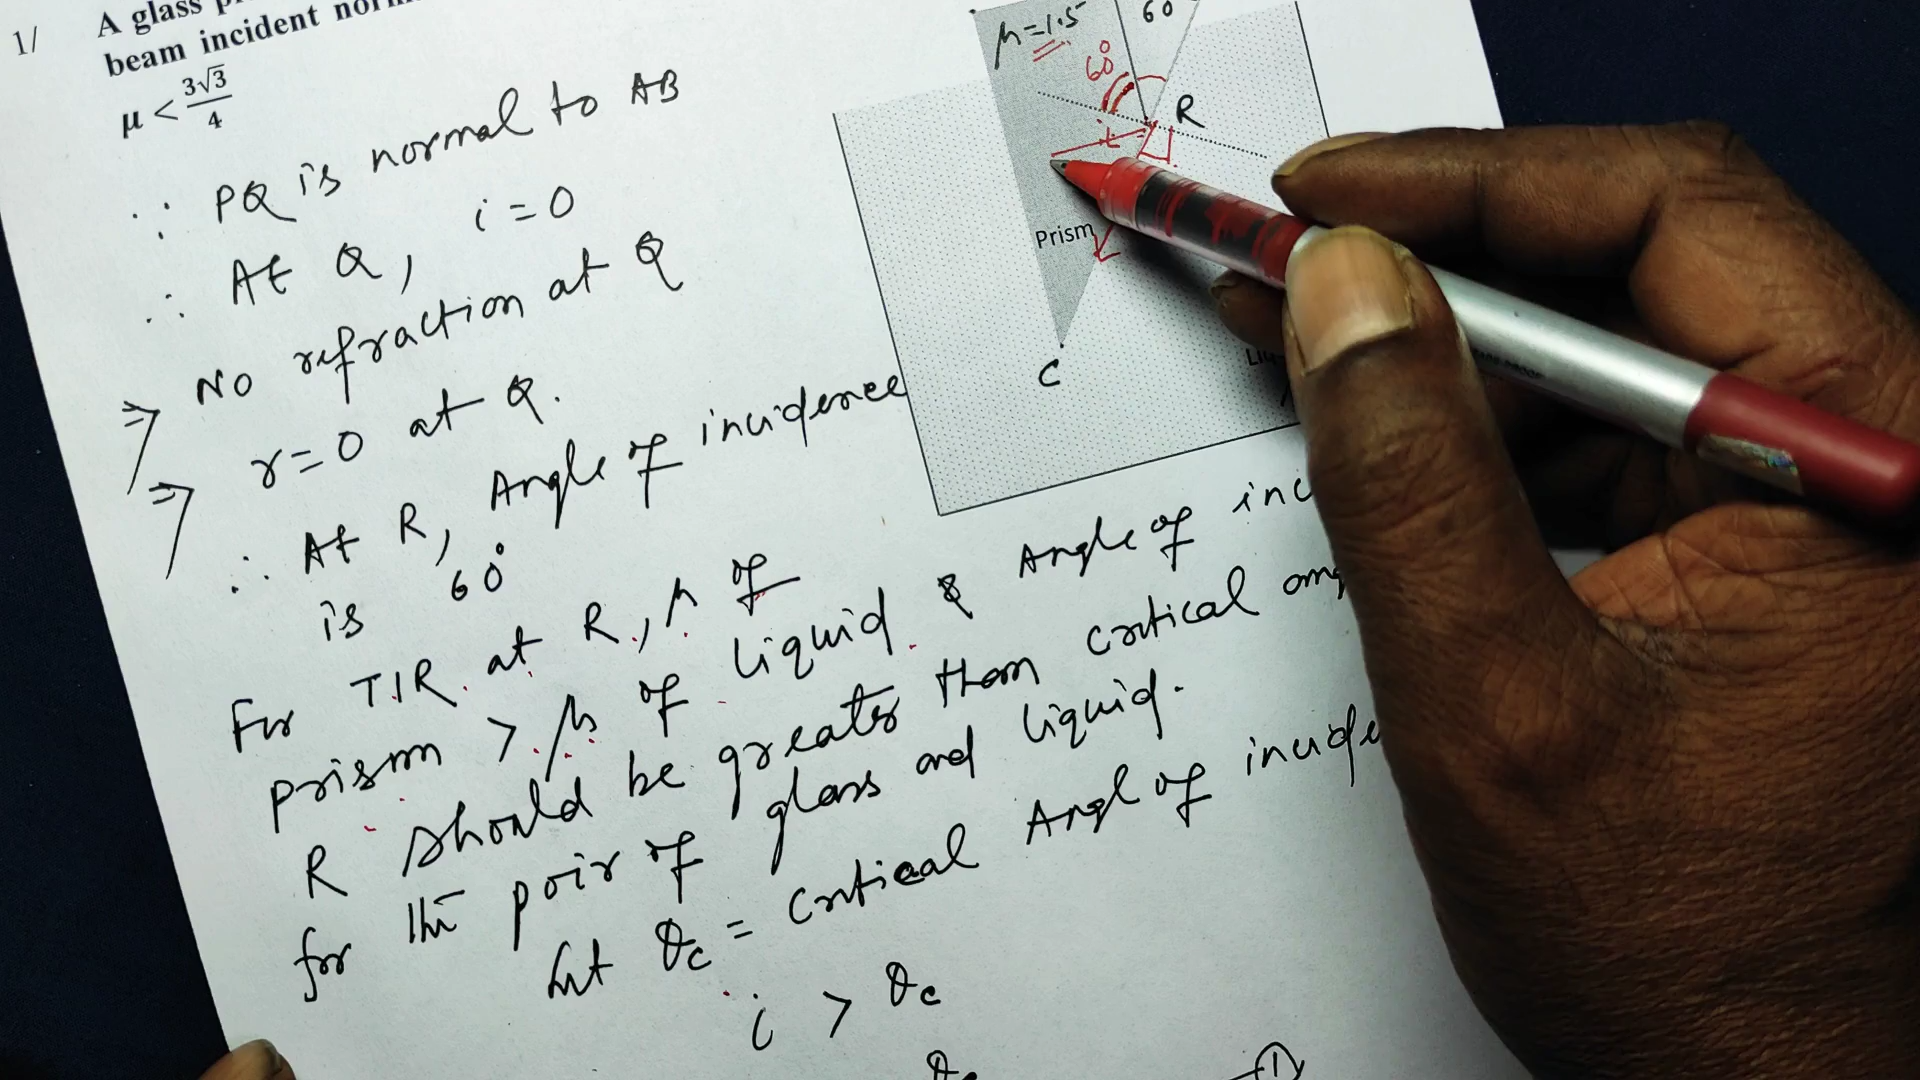 1/ A glass
beam incident
μ < 3√3/4
∵ PQ is normal to AB
∴ At Q, i = 0
⇒ No refraction at Q
⇒ r = 0 at Q.
∴ At R, Angle of incidence
is 60°
For TIR at R, μ of
prism > μ of liquid & Angle of inc
R should be greater than critical ang
for the pair of glass and liquid.
Let θc = Critical Angl of incide
i > θc
θc
①
μ = 1.5
60
60°
R
i
Prism
C